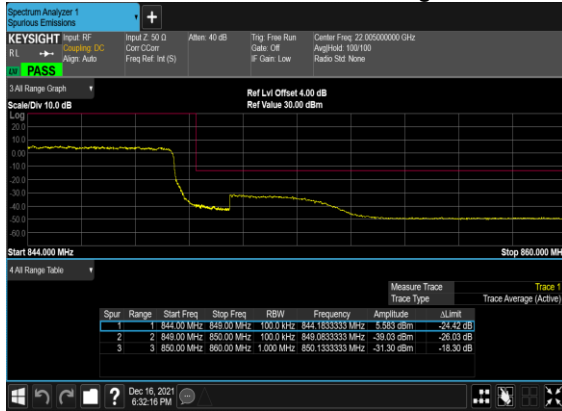 Spectrum Analyzer 1
Spurious Emissions
+
KEYSIGHT Input: RF Input Z: 50 Ω Atten: 40 dB Trig: Free Run Center Freq: 22.005000000 GHz
RL Coupling: DC Corr CCorr Gate: Off Avg|Hold: 100/100
Align: Auto Freq Ref: Int (S) IF Gain: Low Radio Std: None
PASS
3 All Range Graph Ref Lvl Offset 4.00 dB
Scale/Div 10.0 dB Ref Value 30.00 dBm
Log
20.0
10.0
0.00
-10.0
-20.0
-30.0
-40.0
-50.0
-60.0
Start 844.000 MHz Stop 860.000 MH
4 All Range Table
Measure Trace Trace 1
Trace Type Trace Average (Active)
Spur Range Start Freq Stop Freq RBW Frequency Amplitude ΔLimit
1 1 844.00 MHz 849.00 MHz 100.0 kHz 844.1833333 MHz 5.583 dBm -24.42 dB
2 2 849.00 MHz 850.00 MHz 100.0 kHz 849.0833333 MHz -39.03 dBm -26.03 dB
3 3 850.00 MHz 860.00 MHz 1.000 MHz 850.1333333 MHz -31.30 dBm -18.30 dB
? Dec 16, 2021
6:32:16 PM